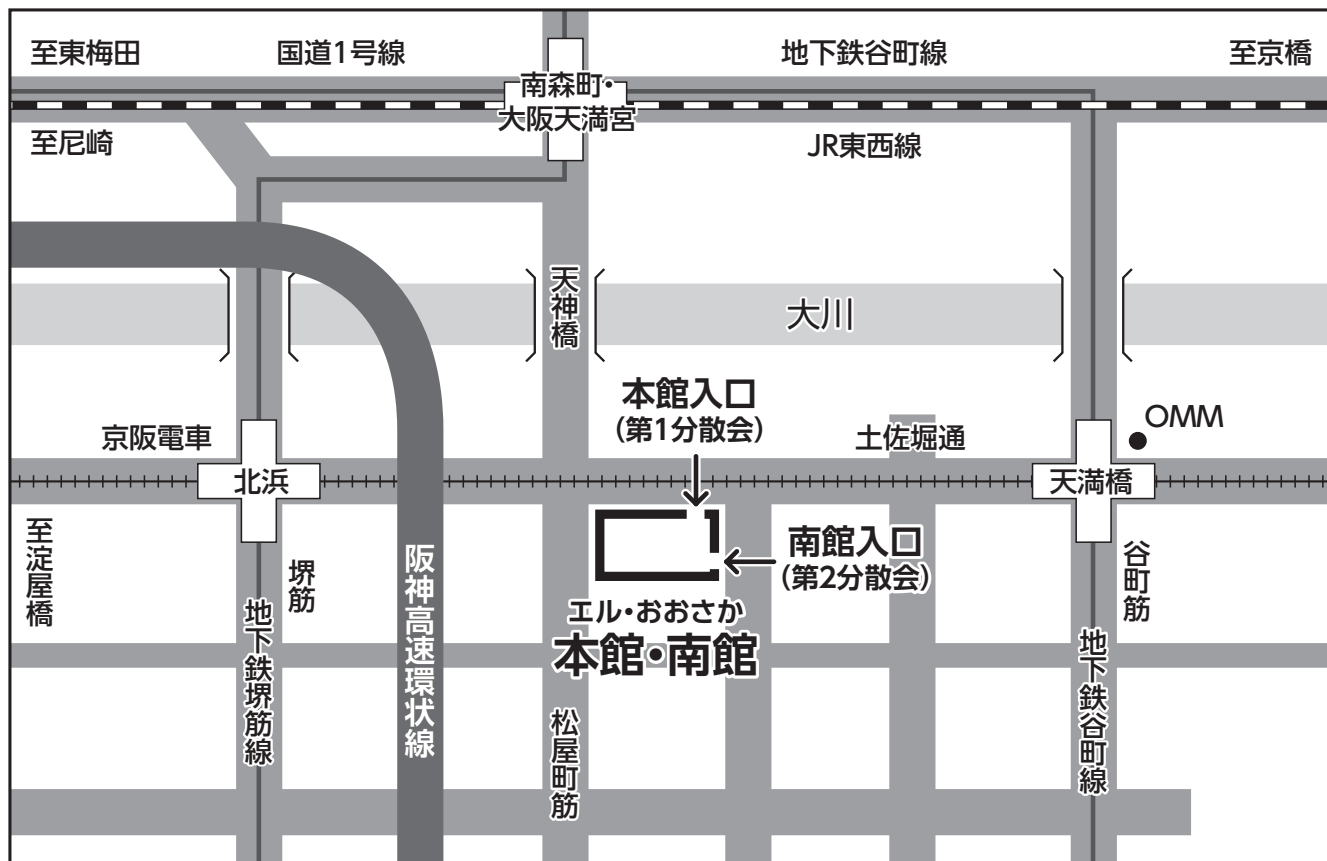 至東梅田
国道1号線
地下鉄谷町線
至京橋
南森町・
大阪天満宮
至尼崎
JR東西線
天神橋
大川
本館入口
(第1分散会)
京阪電車
土佐堀通
OMM
北浜
天満橋
至淀屋橋
堺筋
地下鉄堺筋線
阪神高速環状線
南館入口
(第2分散会)
エル・おおさか
本館・南館
松屋町筋
谷町筋
地下鉄谷町線